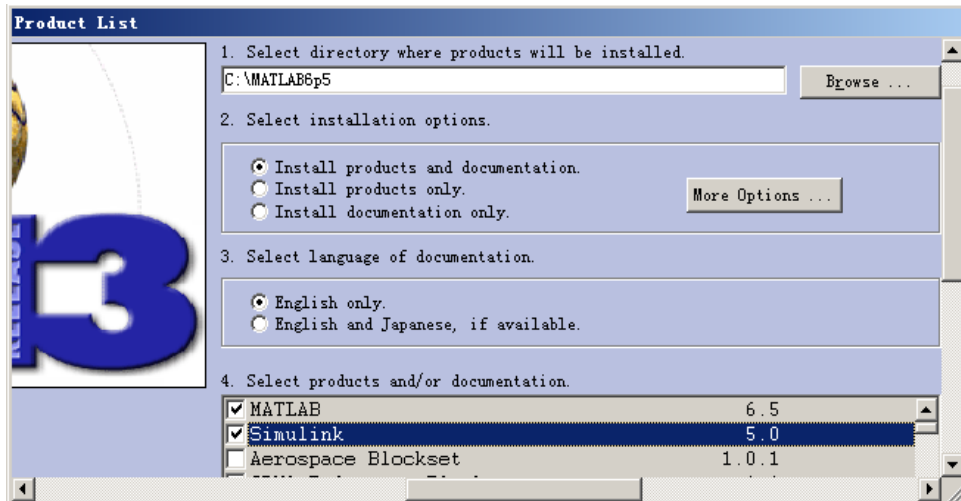 Product List
1. Select directory where products will be installed.
C:\MATLAB6p5
Browse ...
2. Select installation options.
Install products and documentation.
Install products only.
More Options ...
Install documentation only.
3. Select language of documentation.
English only.
English and Japanese, if available.
RELEASE
13
4. Select products and/or documentation.
MATLAB 6.5
Simulink 5.0
Aerospace Blockset 1.0.1